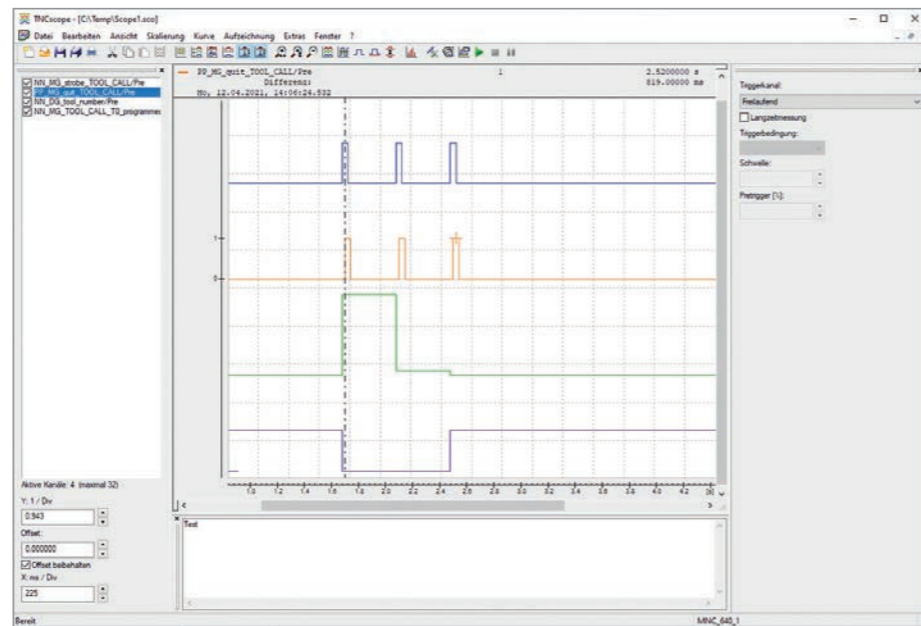 TNCscope - [C:\Temp\Scope1.sco]
Datei Bearbeiten Ansicht Skalierung Kurve Aufzeichnung Extras Fenster ?
NN_MG_strobe_TOOL_CALL/Pre
PP_MG_quit_TOOL_CALL/Pre
NN_DG_tool_number/Pre
NN_MG_TOOL_CALL_T0_programmed
PP_MG_quit_TOOL_CALL/Pre 1 2.5200000 s
Differenz: 819.00000 ms
Mo, 12.04.2021, 14:06:24.532
Triggerkanal:
Freilaufend
Langzeitmessung
Triggerbedingung:
Schwelle:
Pretrigger [%]:
1
0
1.0 1.2 1.4 1.6 1.8 2.0 2.2 2.4 2.6 2.8 3.0 3.2 3.4 3.6 3.8 4.0 4.2 [s]
Aktive Kanäle: 4 (maximal 32)
Y: 1 / Div
0.943
Offset:
0.000000
Offset beibehalten
X: ms / Div
225
Test
Bereit MNC_640_1